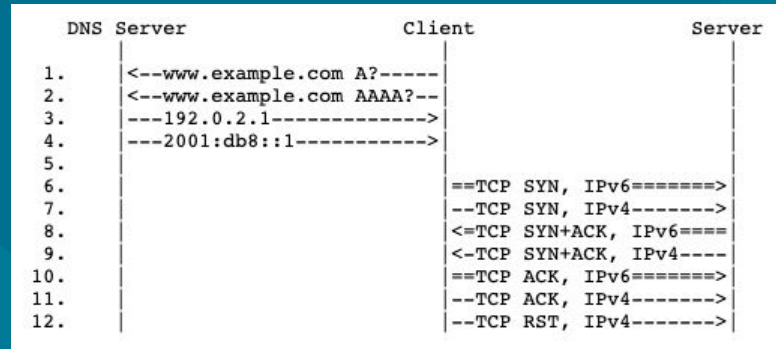 DNS Server                  Client                  Server
     |                           |                       |
1.   |<--www.example.com A?-----|                       |
2.   |<--www.example.com AAAA?--|                       |
3.   |---192.0.2.1------------->|                       |
4.   |---2001:db8::1----------->|                       |
5.   |                          |                       |
6.   |                          |==TCP SYN, IPv6=======>|
7.   |                          |--TCP SYN, IPv4------->|
8.   |                          |<=TCP SYN+ACK, IPv6====|
9.   |                          |<-TCP SYN+ACK, IPv4----|
10.  |                          |==TCP ACK, IPv6=======>|
11.  |                          |--TCP ACK, IPv4------->|
12.  |                          |--TCP RST, IPv4------->|